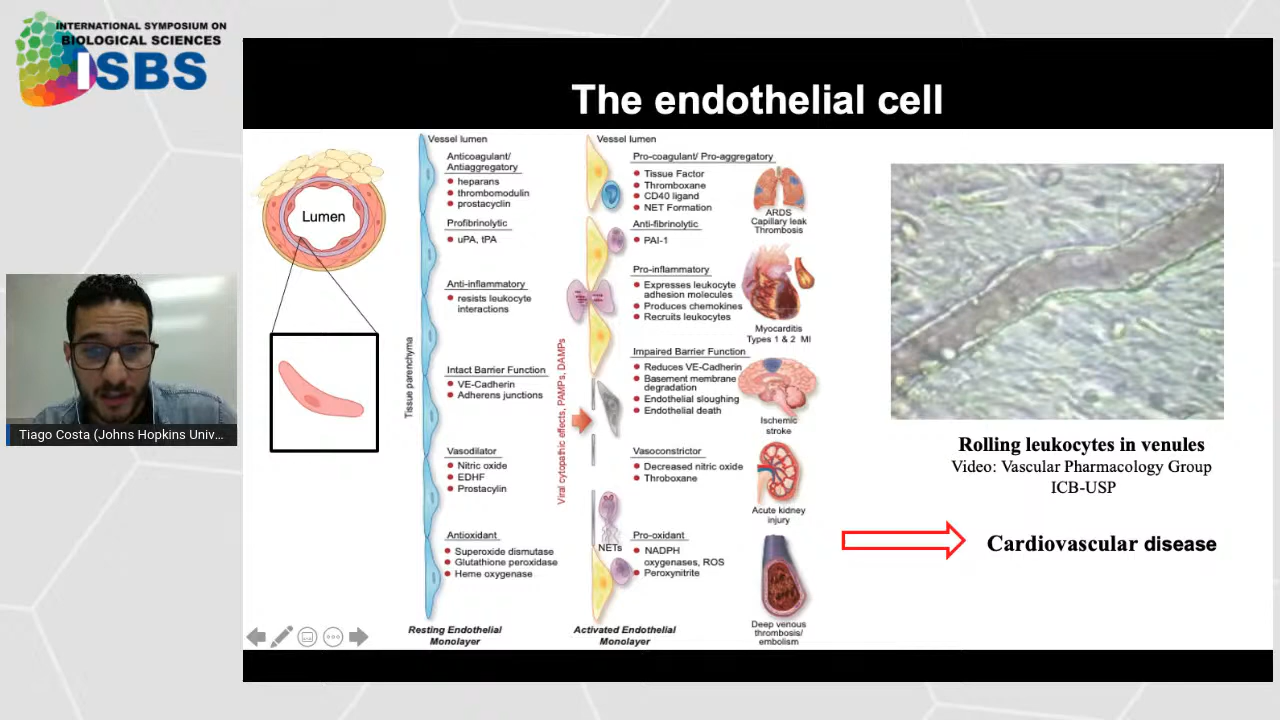 INTERNATIONAL SYMPOSIUM ON
BIOLOGICAL SCIENCES
ISBS
The endothelial cell
Lumen
Tissue parenchyma
Vessel lumen
Anticoagulant/
Antiaggregatory
heparans
thrombomodulin
prostacyclin
Profibrinolytic
uPA, tPA
Anti-inflammatory
resists leukocyte
interactions
Intact Barrier Function
VE-Cadherin
Adherens junctions
Vasodilator
Nitric oxide
EDHF
Prostacylin
Antioxidant
Superoxide dismutase
Glutathione peroxidase
Heme oxygenase
Resting Endothelial
Monolayer
Viral cytopathic effects, PAMPs, DAMPs
Vessel lumen
Pro-coagulant/ Pro-aggregatory
Tissue Factor
Thromboxane
CD40 ligand
NET Formation
Anti-fibrinolytic
PAI-1
Pro-inflammatory
Expresses leukocyte
adhesion molecules
Produces chemokines
Recruits leukocytes
Impaired Barrier Function
Reduces VE-Cadherin
Basement membrane
degradation
Endothelial sloughing
Endothelial death
Vasoconstrictor
Decreased nitric oxide
Throboxane
NETs
Pro-oxidant
NADPH
oxygenases, ROS
Peroxynitrite
Activated Endothelial
Monolayer
ARDS
Capillary leak
Thrombosis
Myocarditis
Types 1 & 2 MI
Ischemic
stroke
Acute kidney
injury
Deep venous
thrombosis/
embolism
Rolling leukocytes in venules
Video: Vascular Pharmacology Group
ICB-USP
Cardiovascular disease
Tiago Costa (Johns Hopkins Univ...